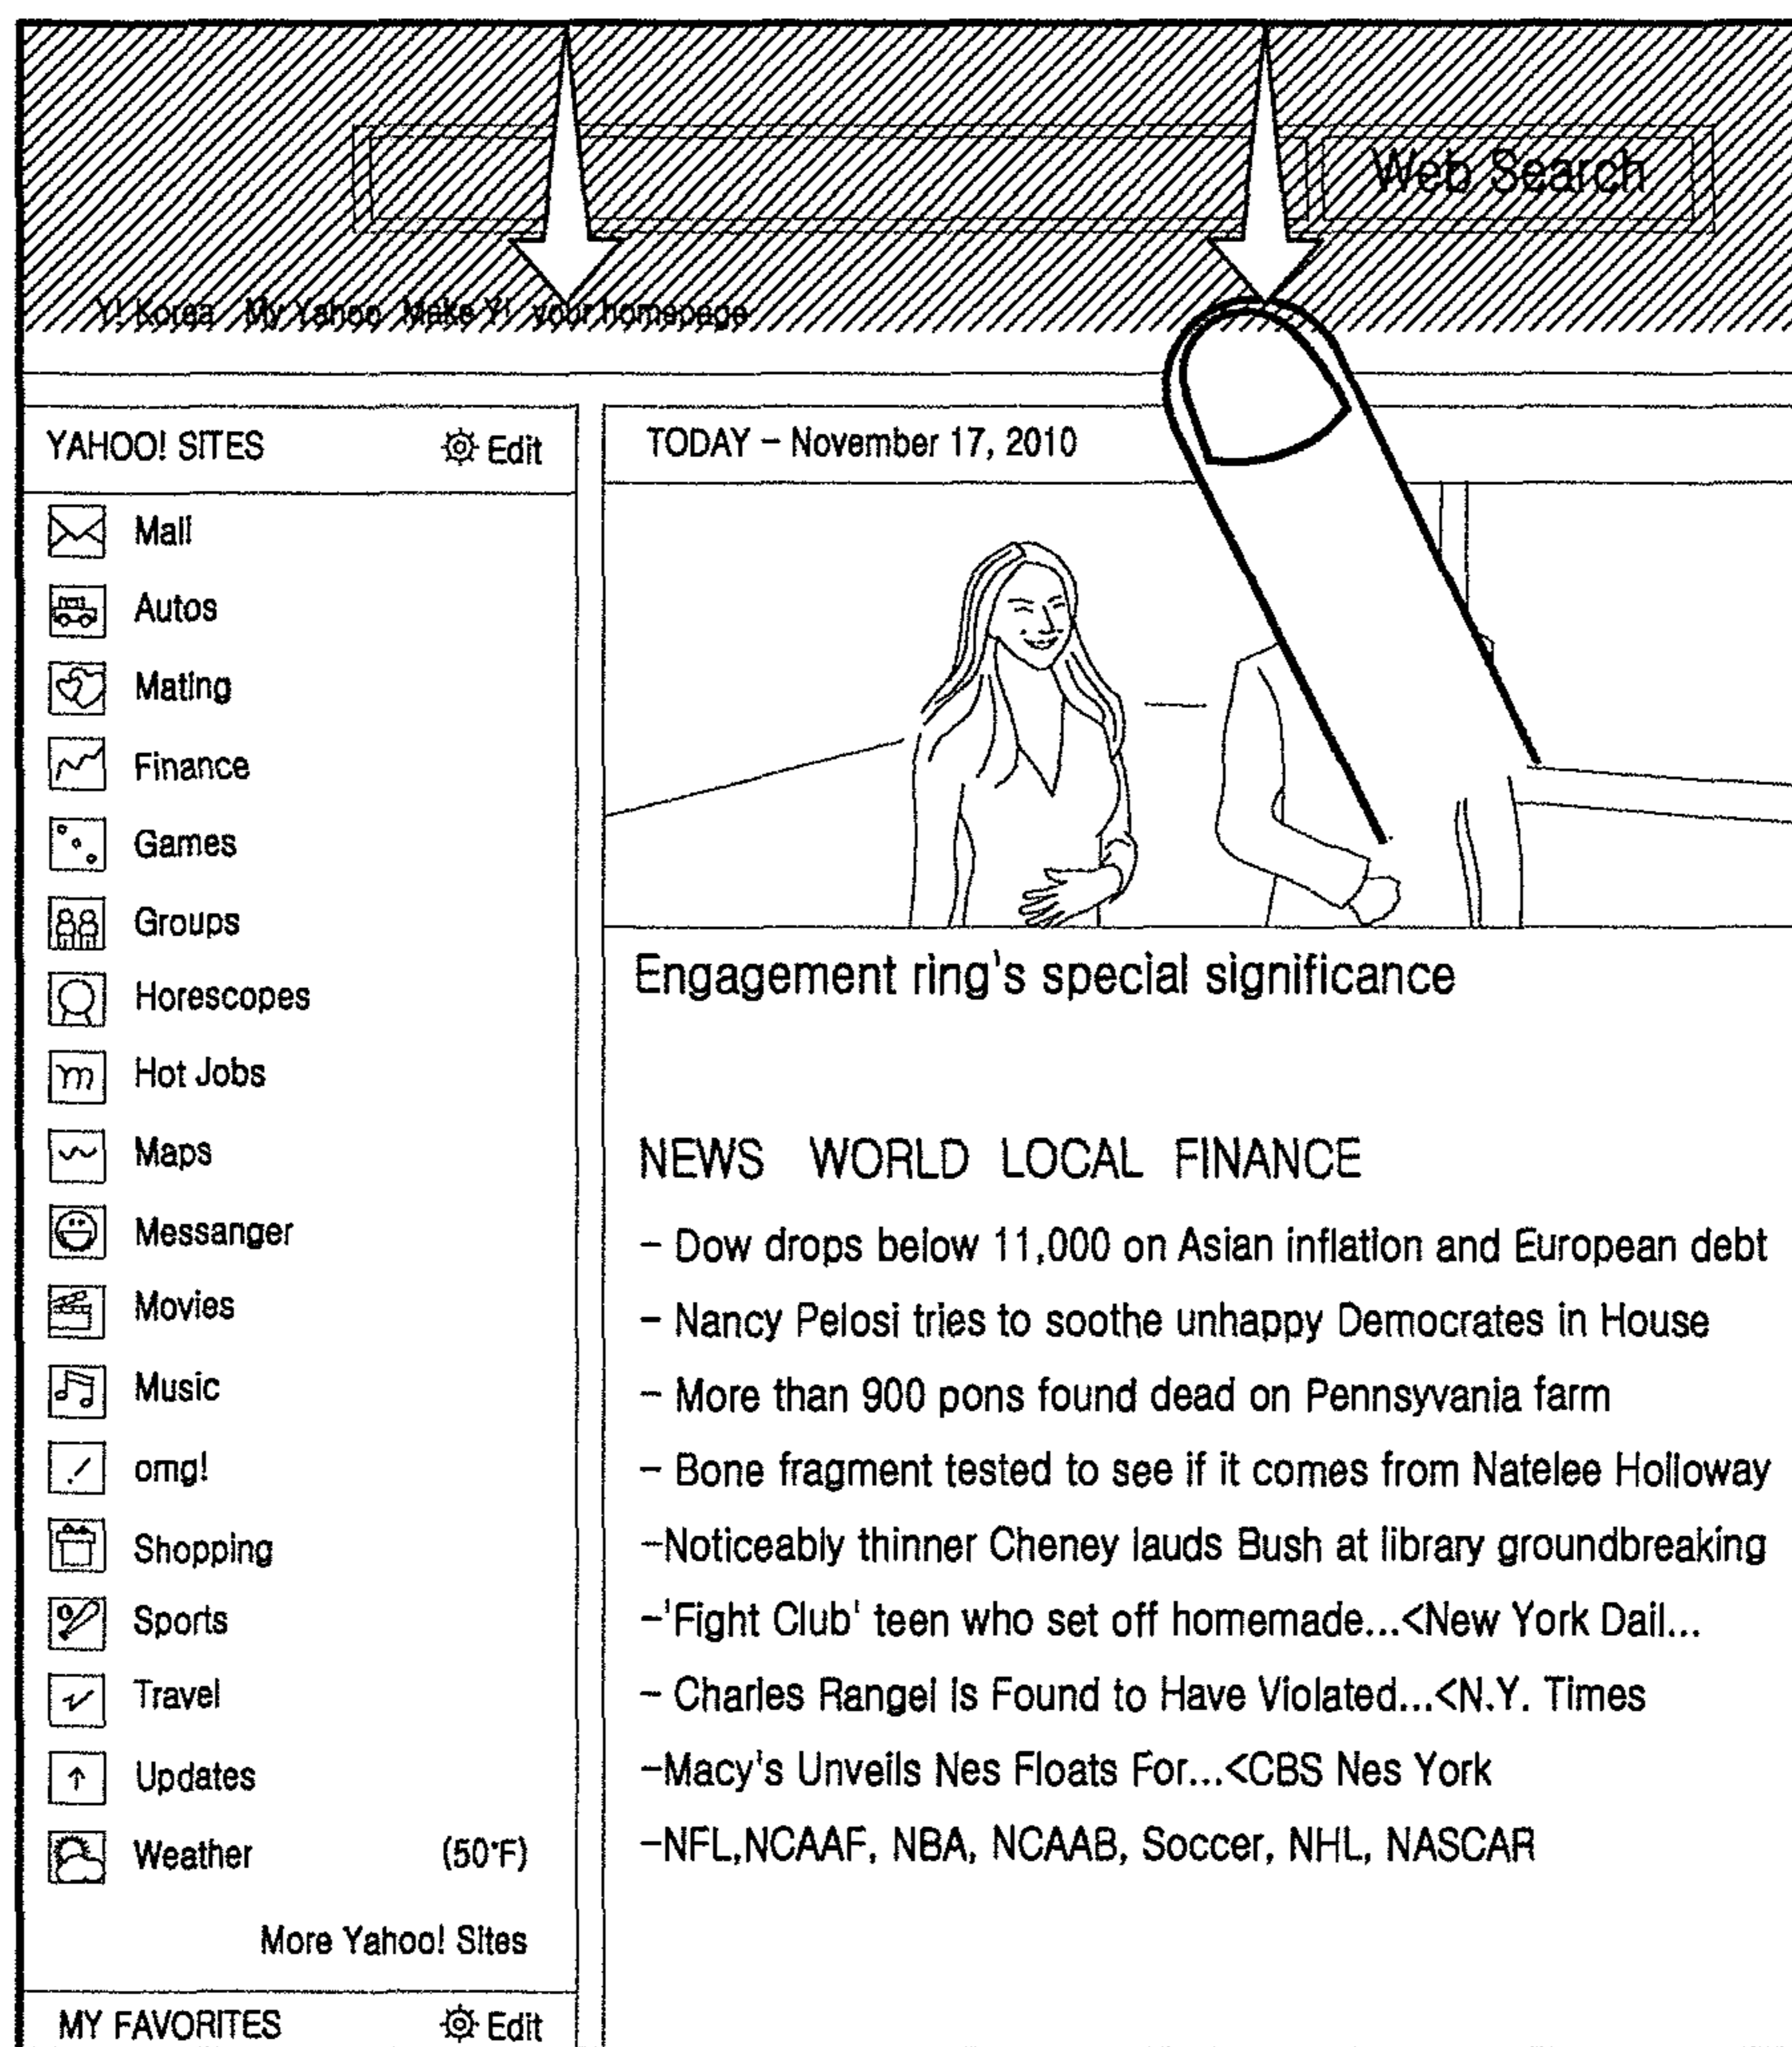 Web Search
Y! Korea My Yahoo Make Y! your homepage
YAHOO! SITES Edit
Mail
Autos
Mating
Finance
Games
Groups
Horescopes
Hot Jobs
Maps
Messanger
Movies
Music
omg!
Shopping
Sports
Travel
Updates
Weather (50°F)
More Yahoo! Sites
MY FAVORITES Edit
TODAY – November 17, 2010
Engagement ring's special significance
NEWS WORLD LOCAL FINANCE
– Dow drops below 11,000 on Asian inflation and European debt
– Nancy Pelosi tries to soothe unhappy Democrates in House
– More than 900 pons found dead on Pennsyvania farm
– Bone fragment tested to see if it comes from Natelee Holloway
–Noticeably thinner Cheney lauds Bush at library groundbreaking
–'Fight Club' teen who set off homemade...<New York Dail...
– Charles Rangel Is Found to Have Violated...<N.Y. Times
–Macy's Unveils Nes Floats For...<CBS Nes York
–NFL,NCAAF, NBA, NCAAB, Soccer, NHL, NASCAR